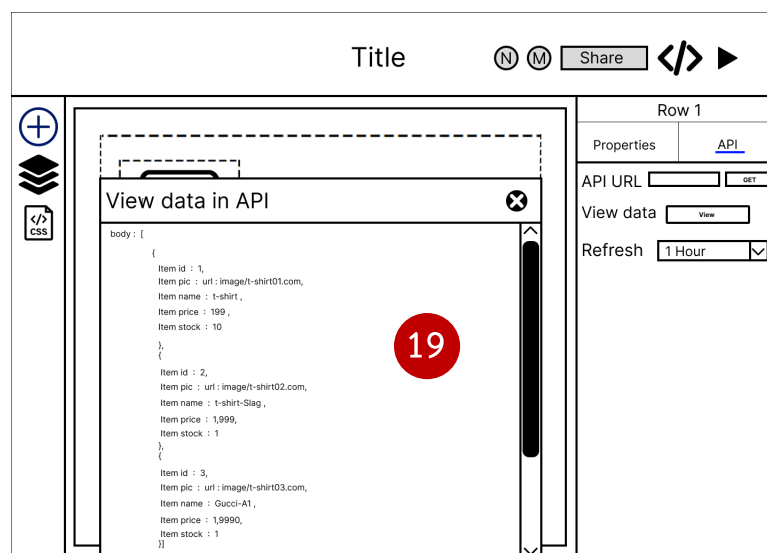 Title
N M Share </>
Row 1
Properties API
API URL GET
View data View
Refresh 1 Hour
</>
CSS
View data in API
body : [
{
Item id : 1,
Item pic : url : image/t-shirt01.com,
Item name : t-shirt ,
Item price : 199 ,
Item stock : 10
},
{
Item id : 2,
Item pic : url : image/t-shirt02.com,
Item name : t-shirt-Slag ,
Item price : 1,999,
Item stock : 1
},
{
Item id : 3,
Item pic : url : image/t-shirt03.com,
Item name : Gucci-A1 ,
Item price : 1,9990,
Item stock : 1
}]
19